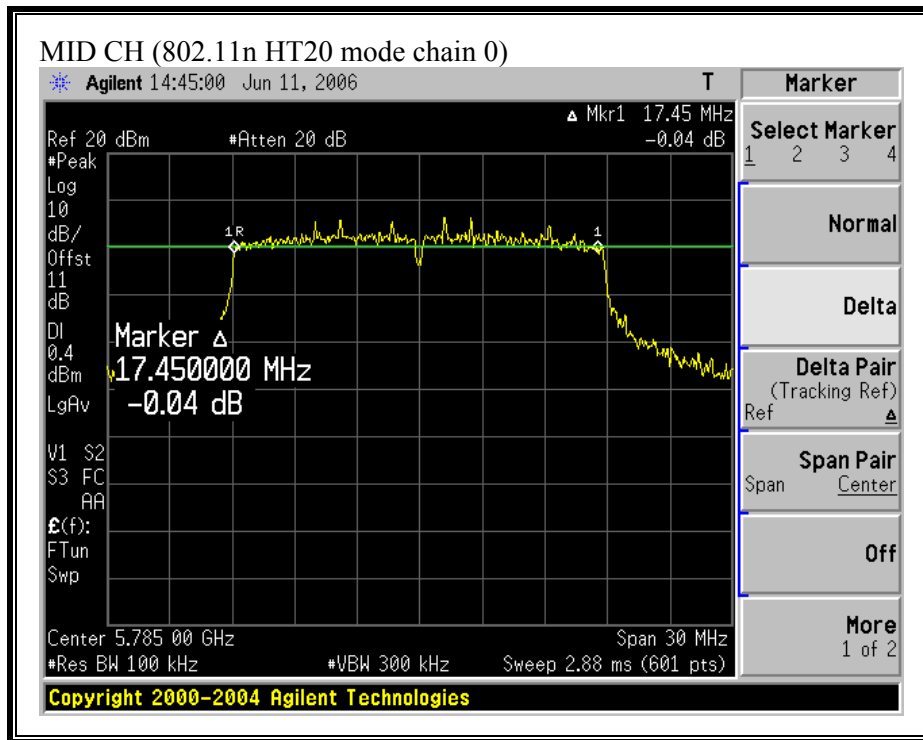 MID CH (802.11n HT20 mode chain 0)
Agilent 14:45:00 Jun 11, 2006 T
Δ Mkr1 17.45 MHz
Ref 20 dBm #Atten 20 dB -0.04 dB
#Peak
Log
10
dB/
Offst
11
dB
DI
0.4
dBm
LgAv
V1 S2
S3 FC
AA
£(f):
FTun
Swp
1R
1
Marker Δ
17.450000 MHz
-0.04 dB
Center 5.785 00 GHz Span 30 MHz
#Res BW 100 kHz #VBW 300 kHz Sweep 2.88 ms (601 pts)
Copyright 2000-2004 Agilent Technologies
Marker
Select Marker
1 2 3 4
Normal
Delta
Delta Pair
(Tracking Ref)
Ref Δ
Span Pair
Span Center
Off
More
1 of 2